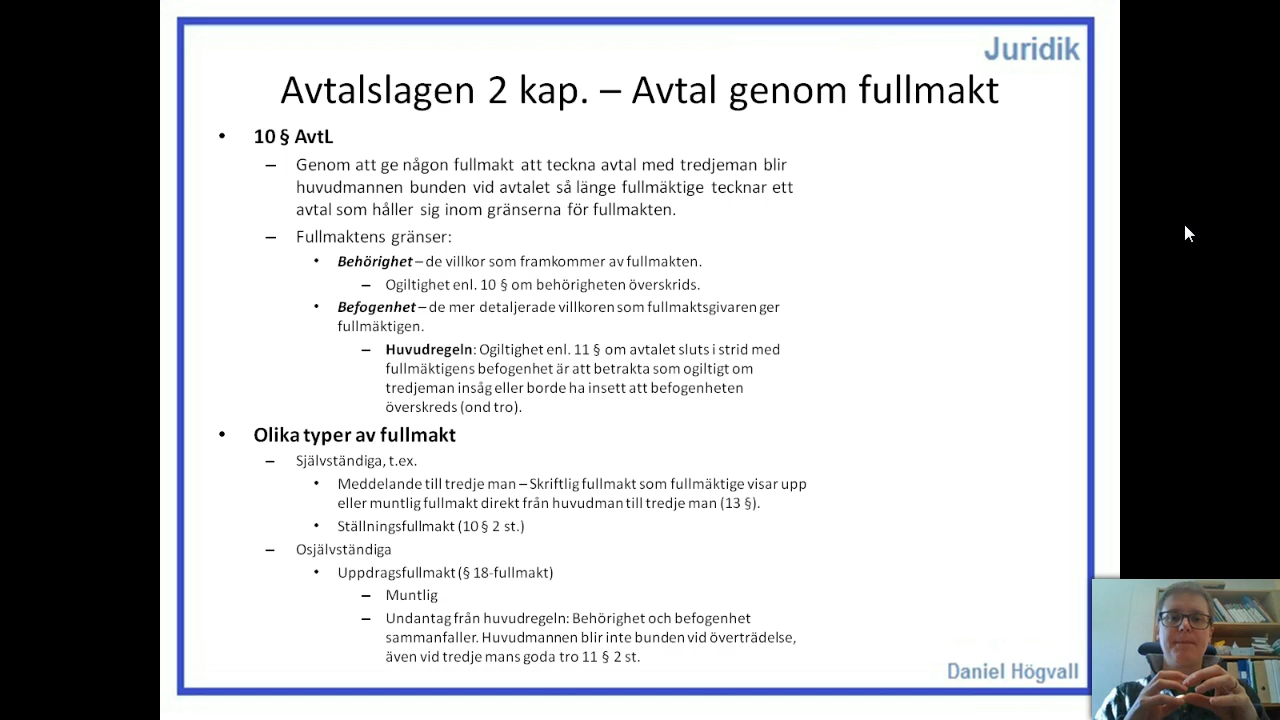 Juridik
Avtalslagen 2 kap. – Avtal genom fullmakt
• 10 § AvtL
– Genom att ge någon fullmakt att teckna avtal med tredjeman blir
huvudmannen bunden vid avtalet så länge fullmäktige tecknar ett
avtal som håller sig inom gränserna för fullmakten.
– Fullmaktens gränser:
• Behörighet – de villkor som framkommer av fullmakten.
– Ogiltighet enl. 10 § om behörigheten överskrids.
• Befogenhet – de mer detaljerade villkoren som fullmaktsgivaren ger
fullmäktigen.
– Huvudregeln: Ogiltighet enl. 11 § om avtalet sluts i strid med
fullmäktigens befogenhet är att betrakta som ogiltigt om
tredjeman insåg eller borde ha insett att befogenheten
överskreds (ond tro).
• Olika typer av fullmakt
– Självständiga, t.ex.
• Meddelande till tredje man – Skriftlig fullmakt som fullmäktige visar upp
eller muntlig fullmakt direkt från huvudman till tredje man (13 §).
• Ställningsfullmakt (10 § 2 st.)
– Osjälvständiga
• Uppdragsfullmakt (§ 18-fullmakt)
– Muntlig
– Undantag från huvudregeln: Behörighet och befogenhet
sammanfaller. Huvudmannen blir inte bunden vid överträdelse,
även vid tredje mans goda tro 11 § 2 st.
Daniel Högvall